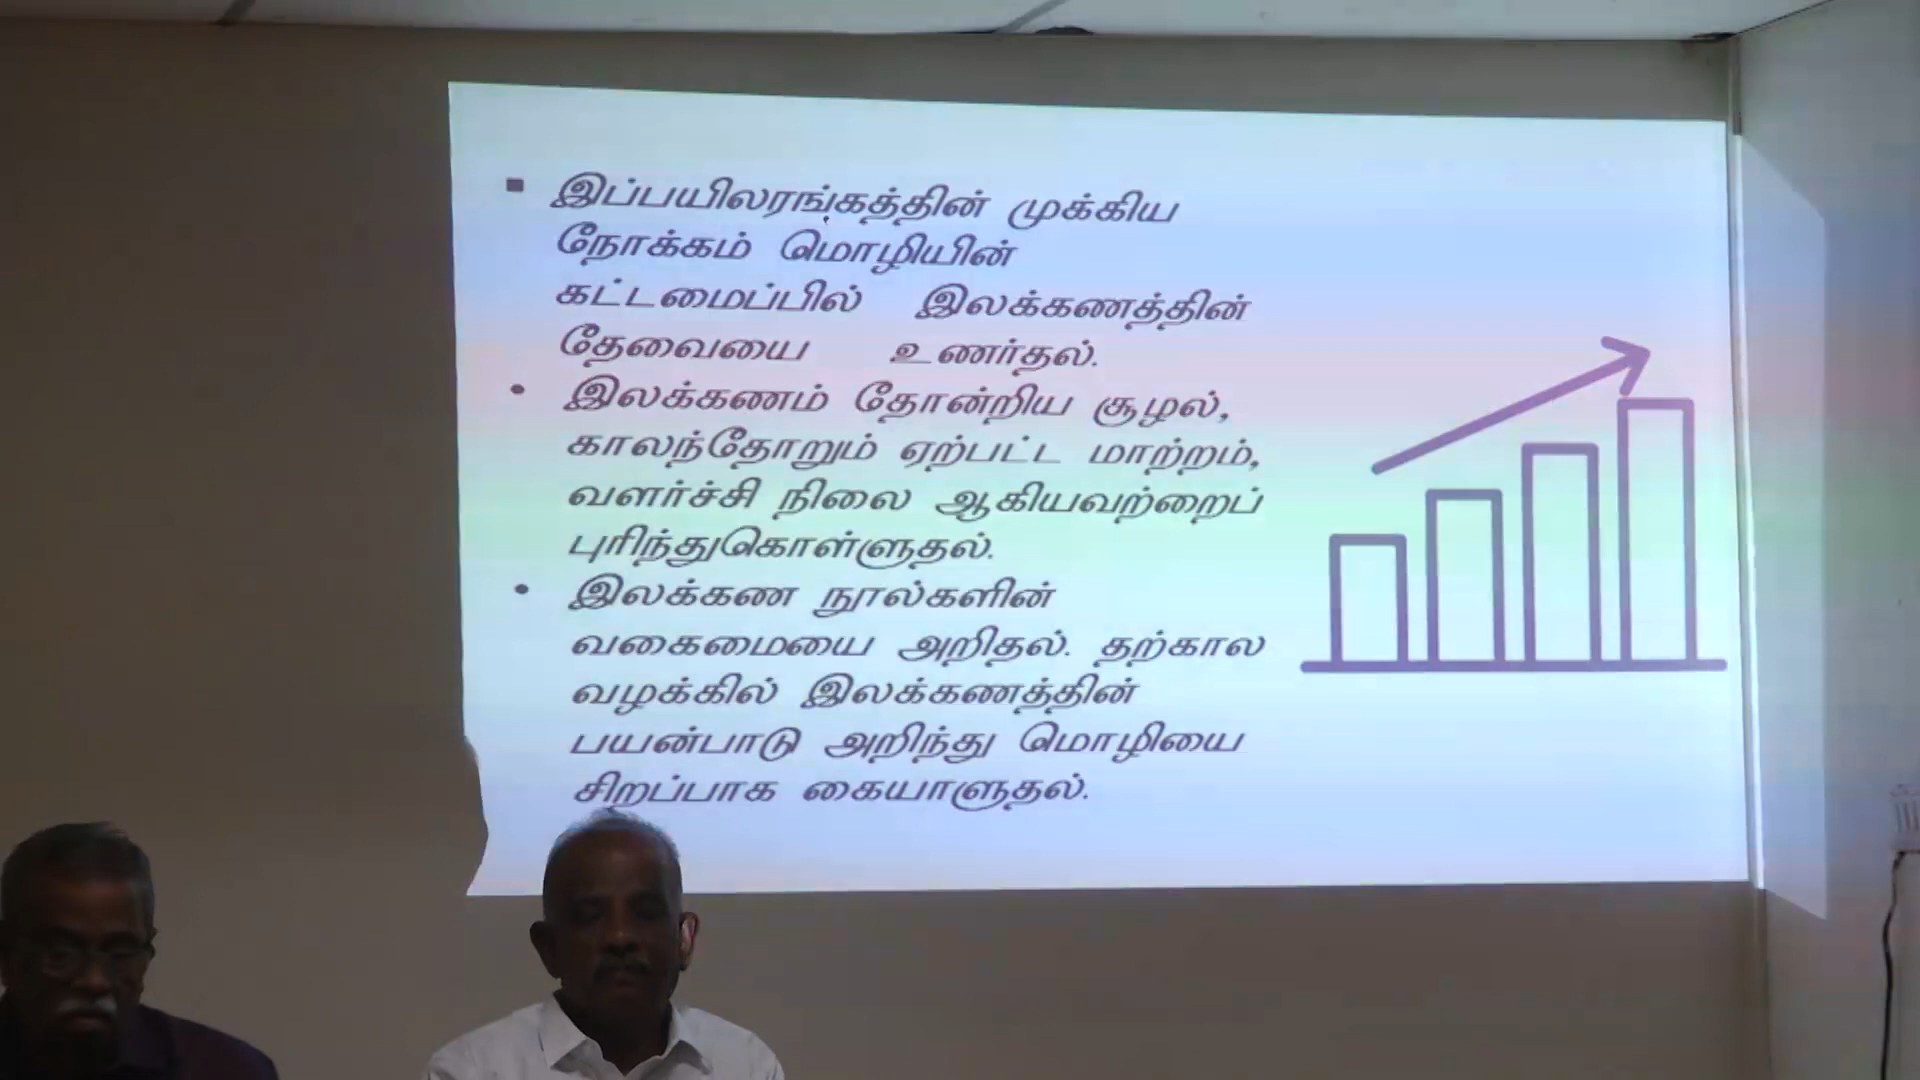 ▪ இப்பயிலரங்கத்தின் முக்கிய
நோக்கம் மொழியின்
கட்டமைப்பில் இலக்கணத்தின்
தேவையை உணர்தல்.
• இலக்கணம் தோன்றிய சூழல்,
காலந்தோறும் ஏற்பட்ட மாற்றம்,
வளர்ச்சி நிலை ஆகியவற்றைப்
புரிந்துகொள்ளுதல்.
• இலக்கண நூல்களின்
வகைமையை அறிதல். தற்கால
வழக்கில் இலக்கணத்தின்
பயன்பாடு அறிந்து மொழியை
சிறப்பாக கையாளுதல்.